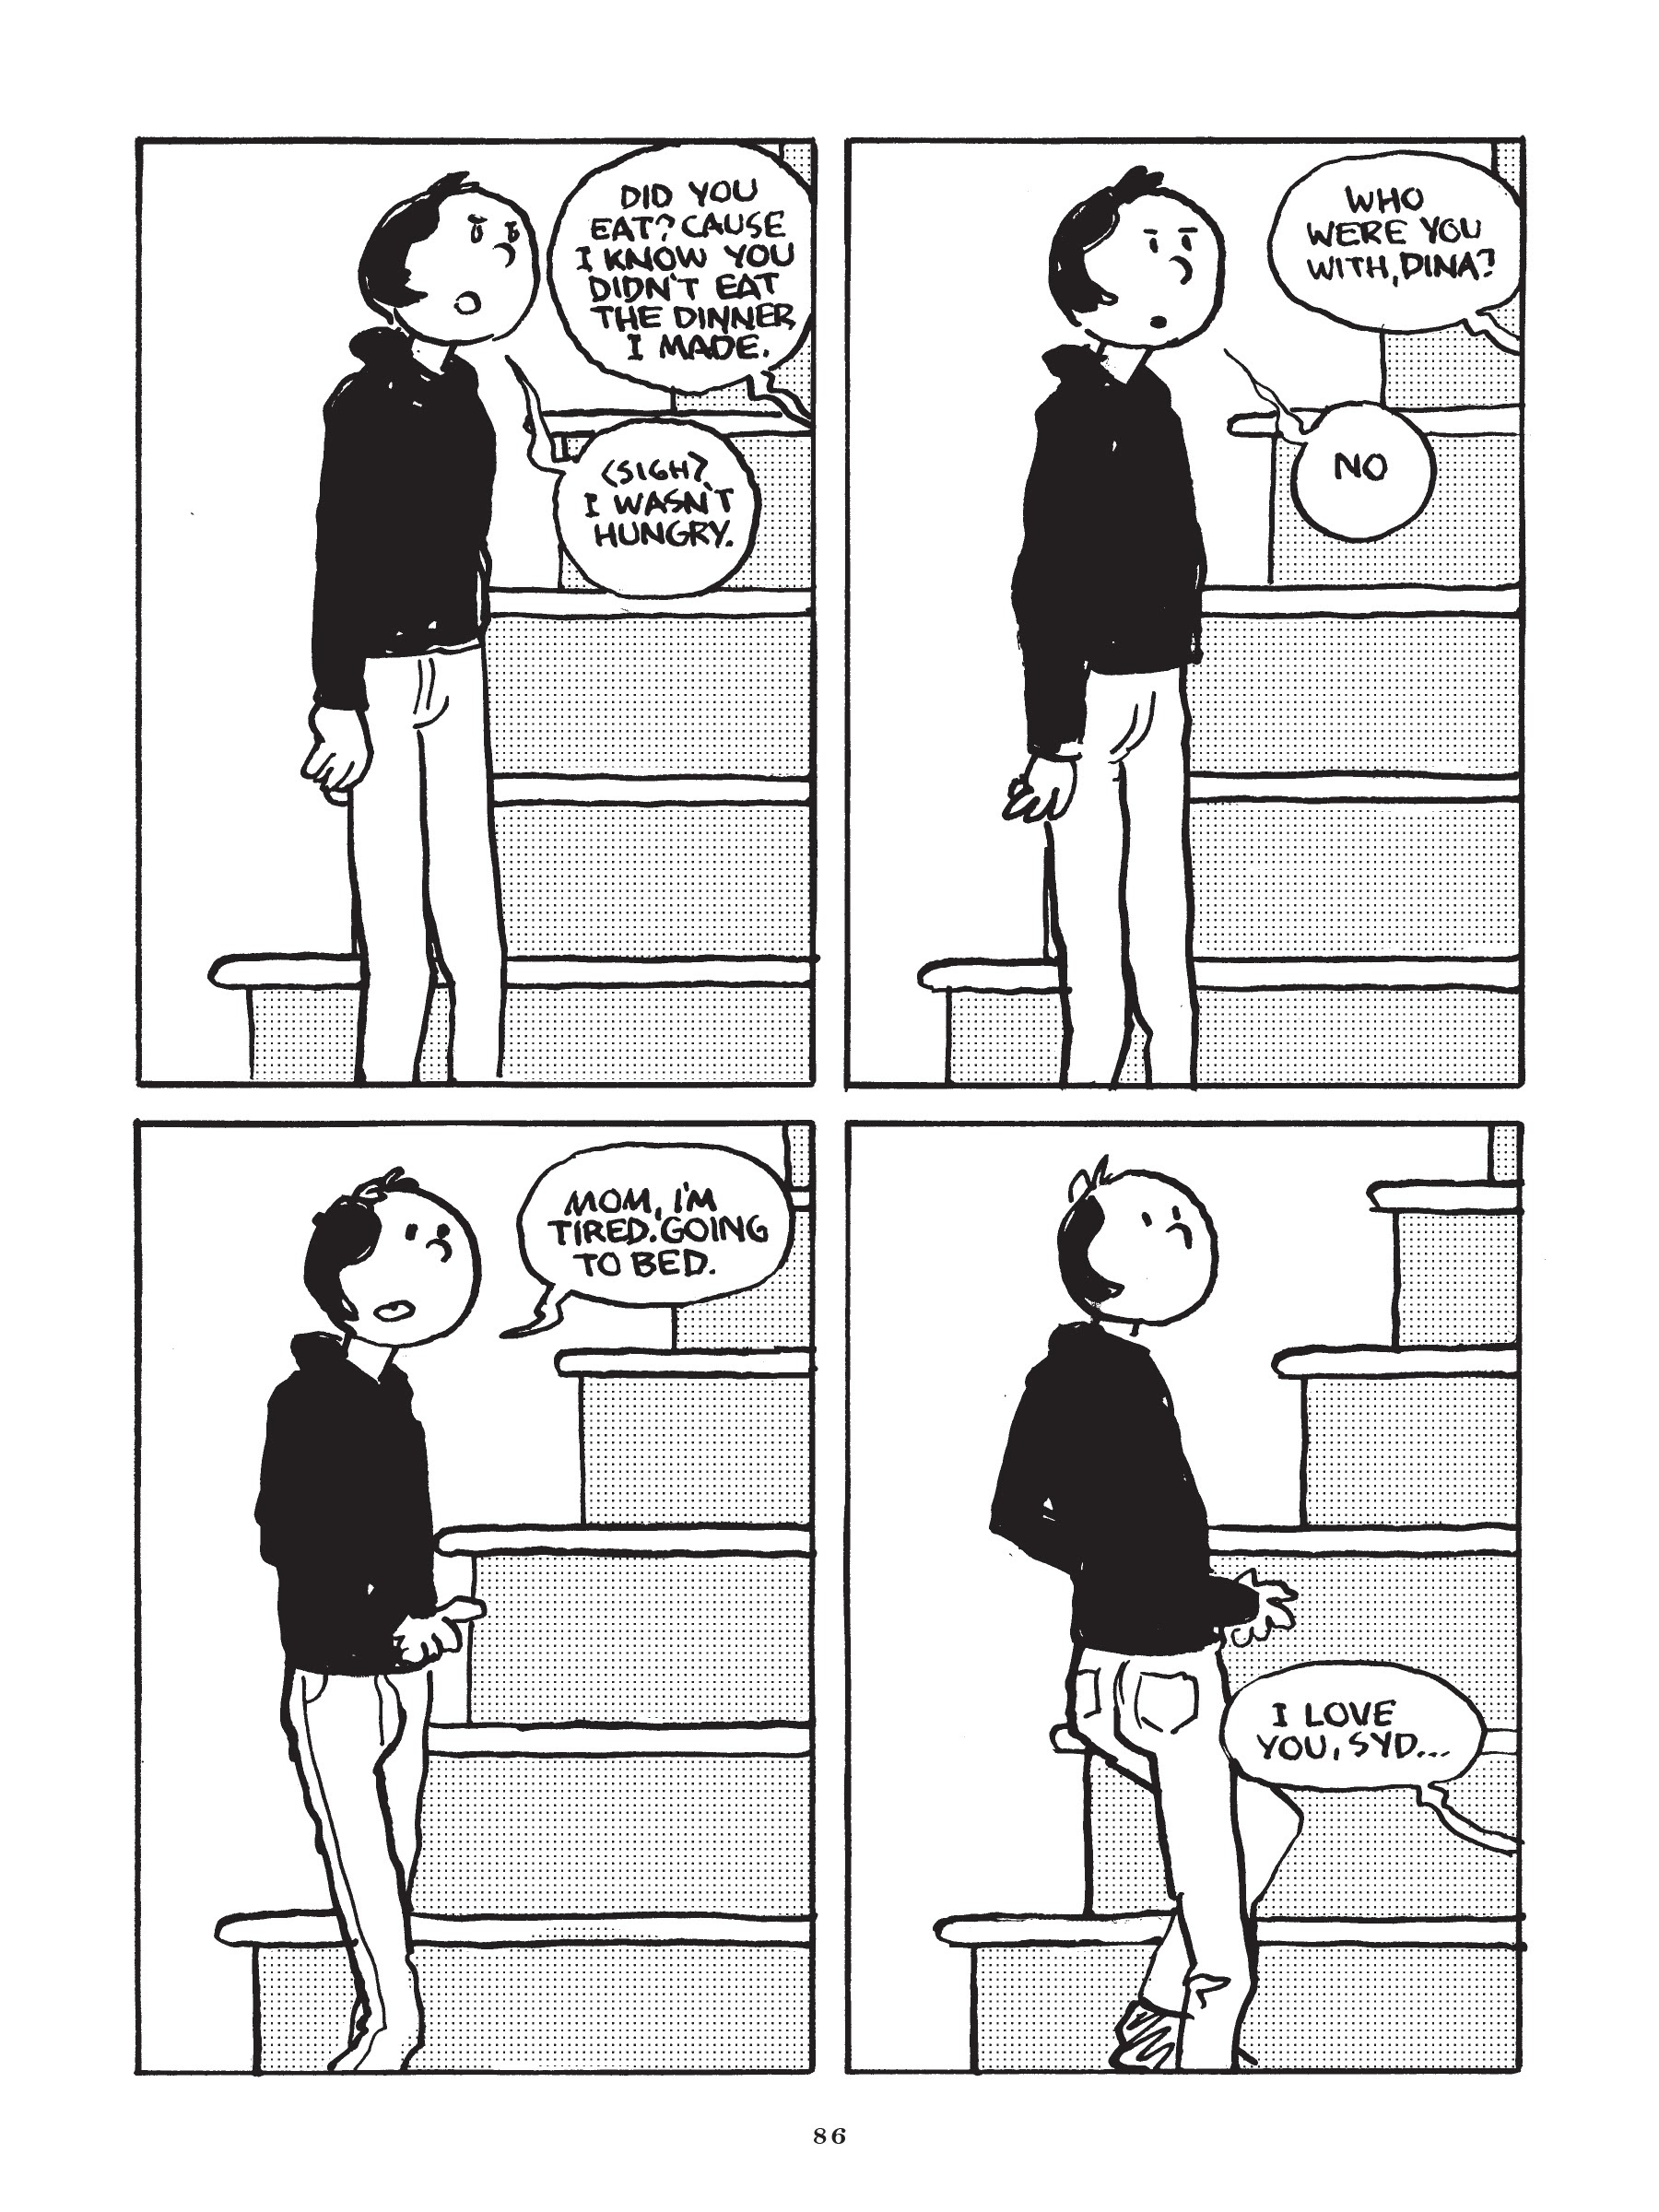 DID YOU
EAT? CAUSE
I KNOW YOU
DIDN'T EAT
THE DINNER
I MADE.
(SIGH)
I WASN'T
HUNGRY.
WHO
WERE YOU
WITH, DINA?
NO
MOM, I'M
TIRED. GOING
TO BED.
I LOVE
YOU, SYD...
86